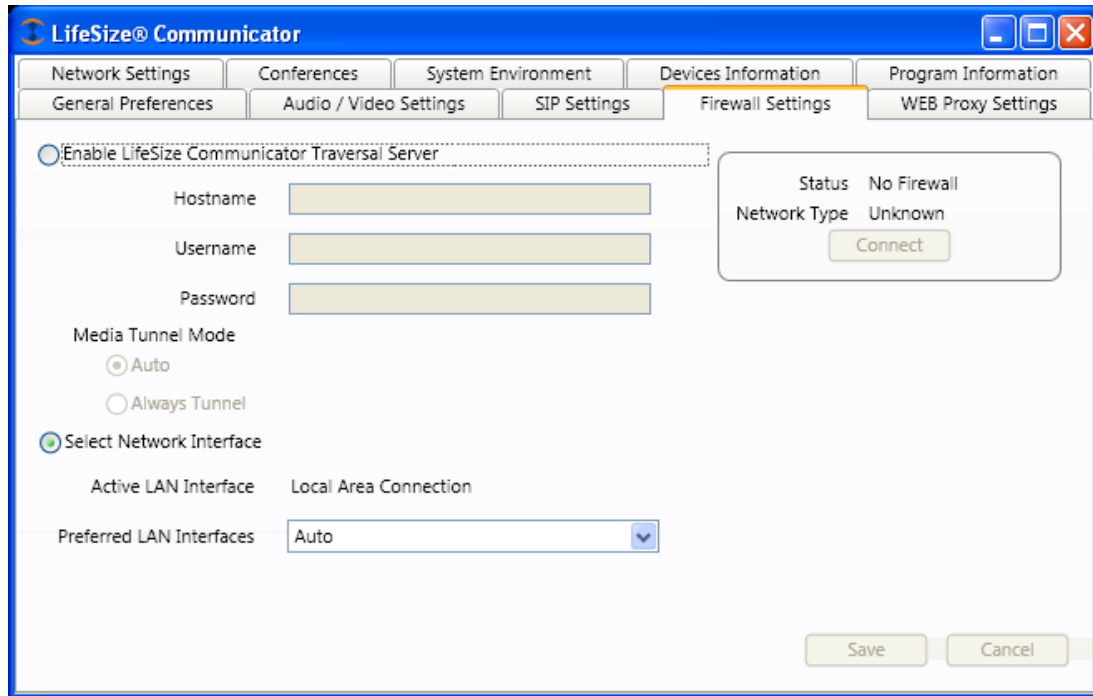 LifeSize® Communicator
Network Settings Conferences System Environment Devices Information Program Information
General Preferences Audio / Video Settings SIP Settings Firewall Settings WEB Proxy Settings
Enable LifeSize Communicator Traversal Server
Hostname
Username
Password
Status No Firewall
Network Type Unknown
Connect
Media Tunnel Mode
Auto
Always Tunnel
Select Network Interface
Active LAN Interface Local Area Connection
Preferred LAN Interfaces Auto
Save Cancel